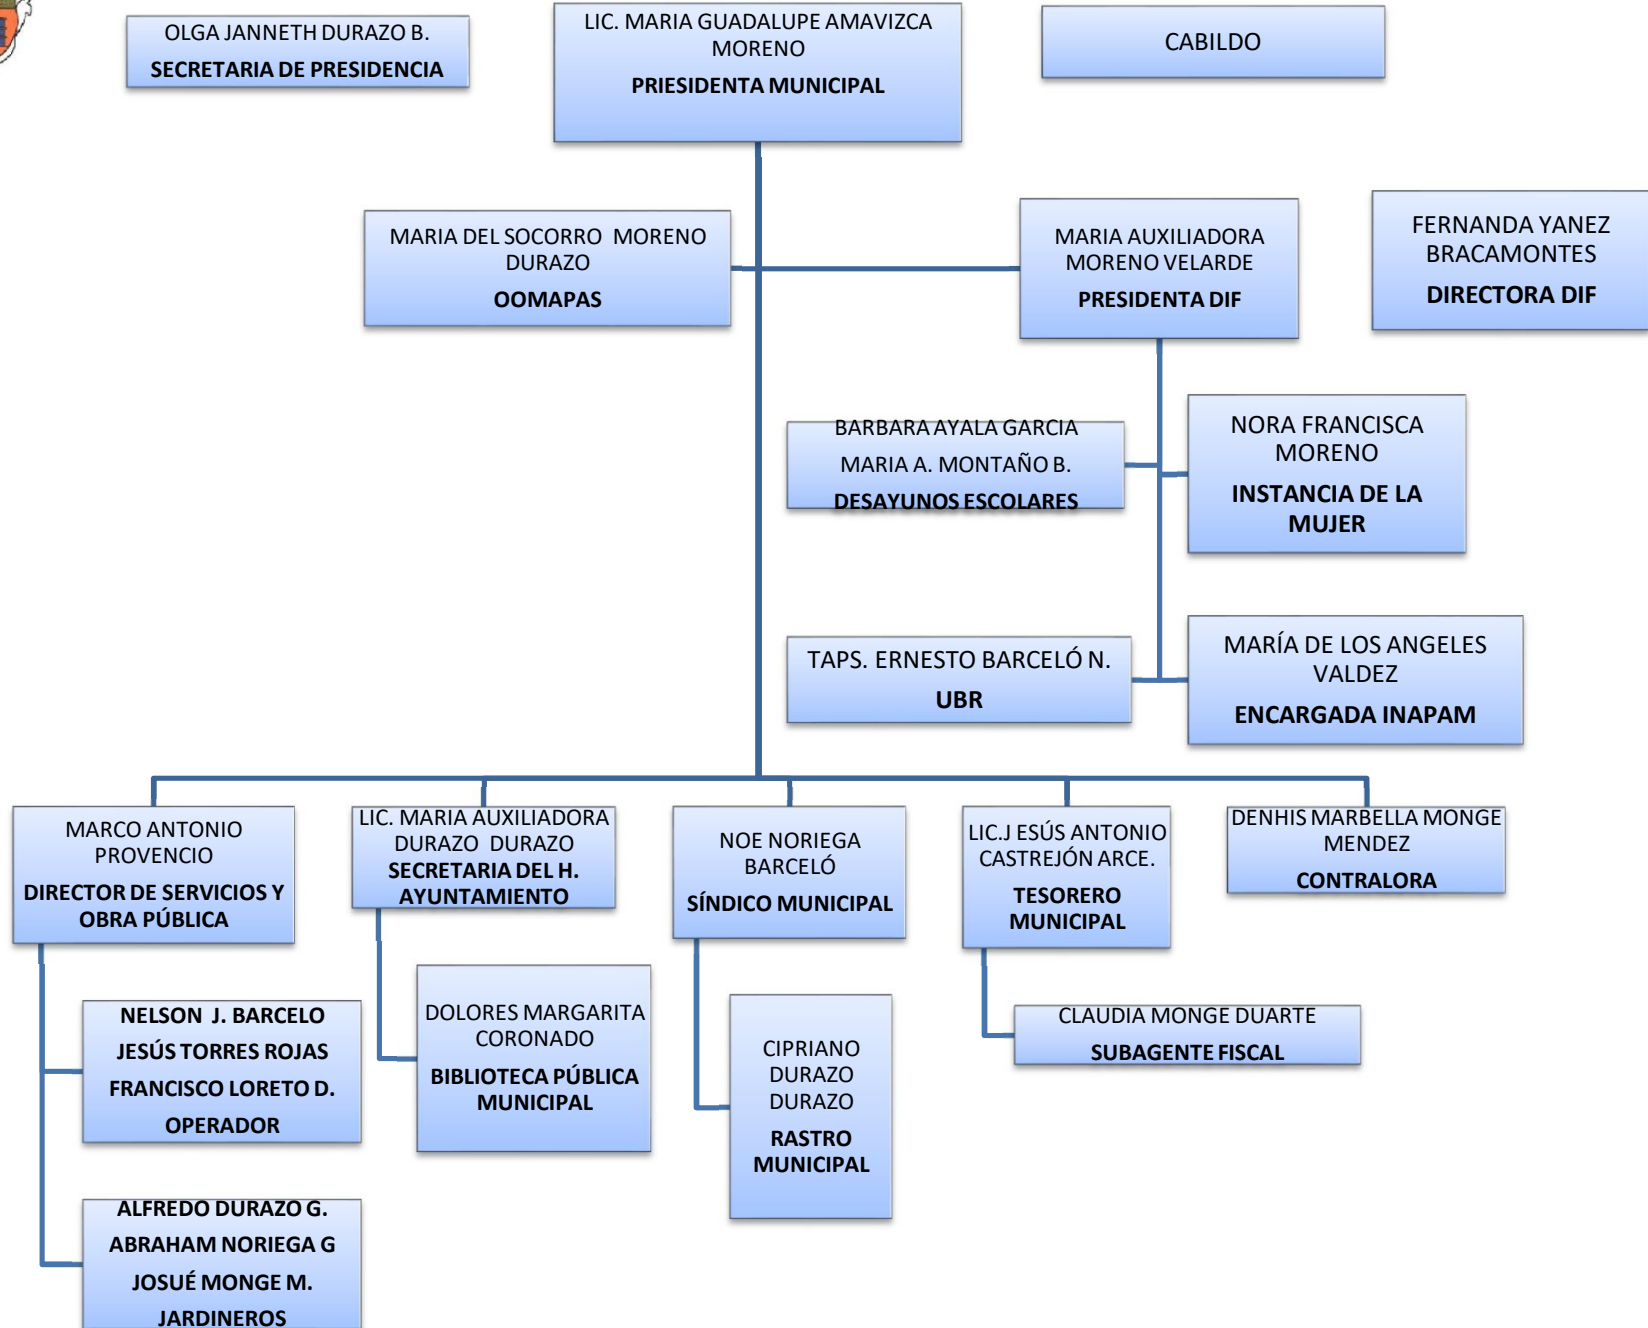 OLGA JANNETH DURAZO B.
SECRETARIA DE PRESIDENCIA
LIC. MARIA GUADALUPE AMAVIZCA
MORENO
PRIESIDENTA MUNICIPAL
CABILDO
MARIA DEL SOCORRO MORENO
DURAZO
OOMAPAS
MARIA AUXILIADORA
MORENO VELARDE
PRESIDENTA DIF
FERNANDA YANEZ
BRACAMONTES
DIRECTORA DIF
BARBARA AYALA GARCIA
MARIA A. MONTAÑO B.
DESAYUNOS ESCOLARES
NORA FRANCISCA
MORENO
INSTANCIA DE LA
MUJER
TAPS. ERNESTO BARCELÓ N.
UBR
MARÍA DE LOS ANGELES
VALDEZ
ENCARGADA INAPAM
MARCO ANTONIO
PROVENCIO
DIRECTOR DE SERVICIOS Y
OBRA PÚBLICA
LIC. MARIA AUXILIADORA
DURAZO DURAZO
SECRETARIA DEL H.
AYUNTAMIENTO
NOE NORIEGA
BARCELÓ
SÍNDICO MUNICIPAL
LIC.J ESÚS ANTONIO
CASTREJÓN ARCE.
TESORERO
MUNICIPAL
DENHIS MARBELLA MONGE
MENDEZ
CONTRALORA
NELSON J. BARCELO
JESÚS TORRES ROJAS
FRANCISCO LORETO D.
OPERADOR
DOLORES MARGARITA
CORONADO
BIBLIOTECA PÚBLICA
MUNICIPAL
CIPRIANO
DURAZO
DURAZO
RASTRO
MUNICIPAL
CLAUDIA MONGE DUARTE
SUBAGENTE FISCAL
ALFREDO DURAZO G.
ABRAHAM NORIEGA G
JOSUÉ MONGE M.
JARDINEROS